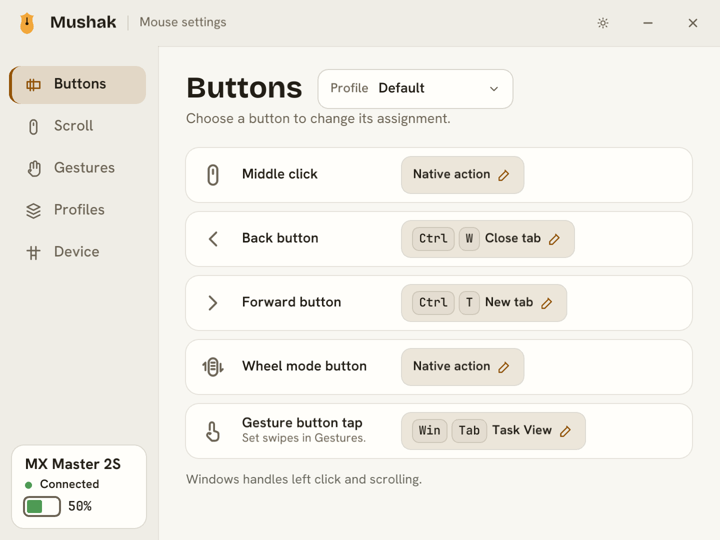 Mushak
Mouse settings
Buttons
Scroll
Gestures
Profiles
Device
MX Master 2S
Connected
50%
Buttons
Profile Default
Choose a button to change its assignment.
Middle click
Native action
Back button
Ctrl W Close tab
Forward button
Ctrl T New tab
Wheel mode button
Native action
Gesture button tap
Set swipes in Gestures.
Win Tab Task View
Windows handles left click and scrolling.